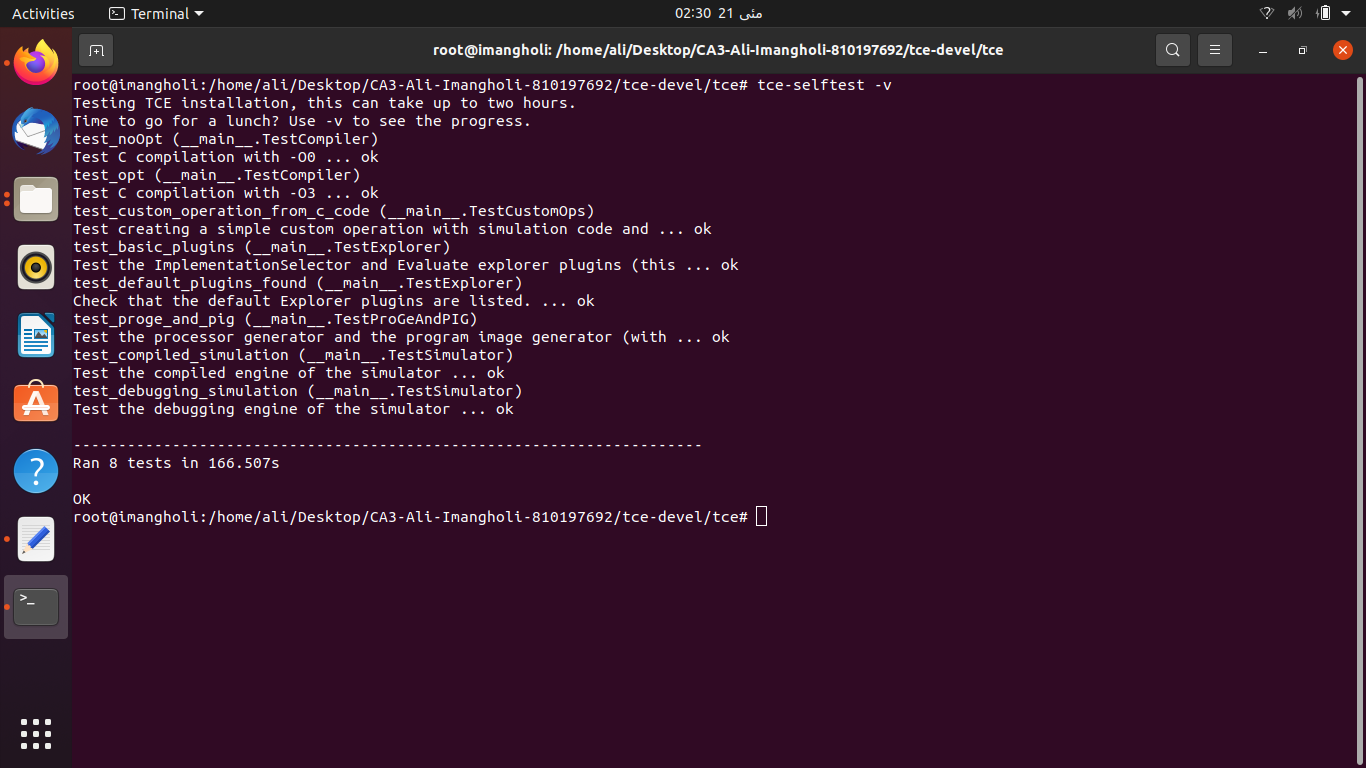 Activities
Terminal
02:30 21 مئی
root@imangholi: /home/ali/Desktop/CA3-Ali-Imangholi-810197692/tce-devel/tce
root@imangholi:/home/ali/Desktop/CA3-Ali-Imangholi-810197692/tce-devel/tce# tce-selftest -v
Testing TCE installation, this can take up to two hours.
Time to go for a lunch? Use -v to see the progress.
test_noOpt (__main__.TestCompiler)
Test C compilation with -O0 ... ok
test_opt (__main__.TestCompiler)
Test C compilation with -O3 ... ok
test_custom_operation_from_c_code (__main__.TestCustomOps)
Test creating a simple custom operation with simulation code and ... ok
test_basic_plugins (__main__.TestExplorer)
Test the ImplementationSelector and Evaluate explorer plugins (this ... ok
test_default_plugins_found (__main__.TestExplorer)
Check that the default Explorer plugins are listed. ... ok
test_proge_and_pig (__main__.TestProGeAndPIG)
Test the processor generator and the program image generator (with ... ok
test_compiled_simulation (__main__.TestSimulator)
Test the compiled engine of the simulator ... ok
test_debugging_simulation (__main__.TestSimulator)
Test the debugging engine of the simulator ... ok
----------------------------------------------------------------------
Ran 8 tests in 166.507s
OK
root@imangholi:/home/ali/Desktop/CA3-Ali-Imangholi-810197692/tce-devel/tce#